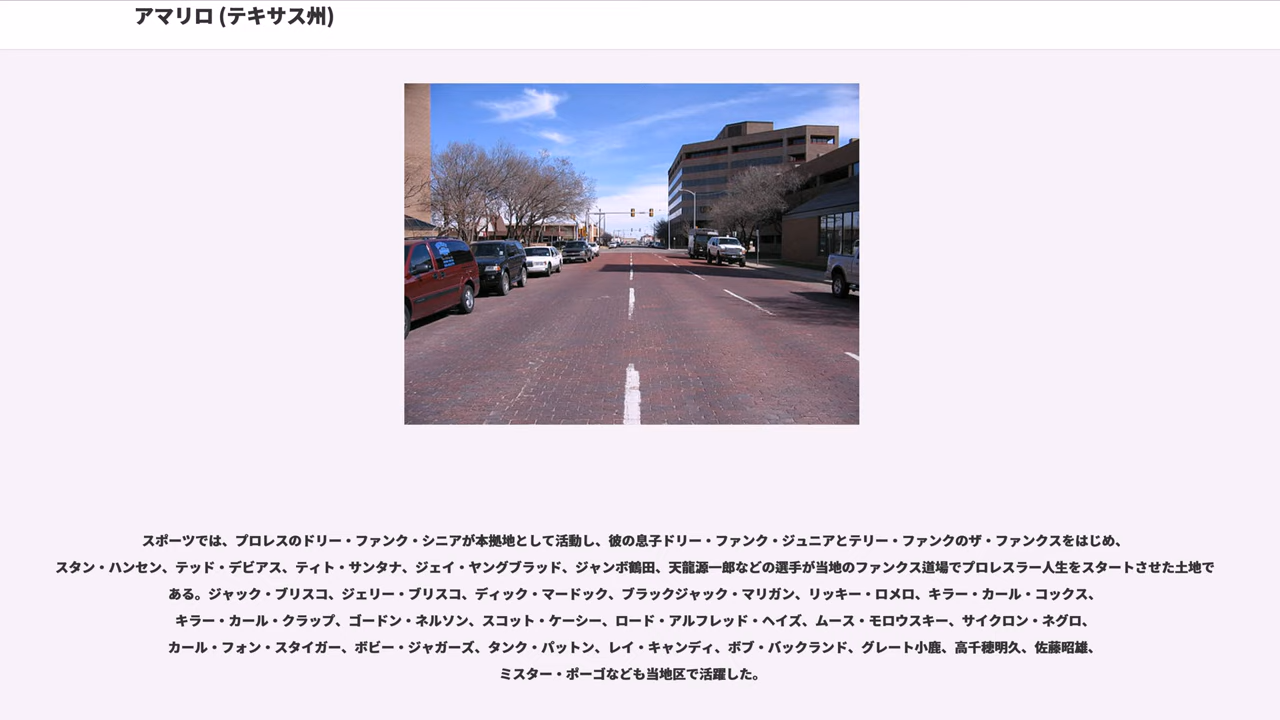 アマリロ (テキサス州)
スポーツでは、プロレスのドリー・ファンク・シニアが本拠地として活動し、彼の息子ドリー・ファンク・ジュニアとテリー・ファンクのザ・ファンクスをはじめ、
スタン・ハンセン、テッド・デビアス、ティト・サンタナ、ジェイ・ヤングブラッド、ジャンボ鶴田、天龍源一郎などの選手が当地のファンクス道場でプロレスラー人生をスタートさせた土地で
ある。ジャック・ブリスコ、ジェリー・ブリスコ、ディック・マードック、ブラックジャック・マリガン、リッキー・ロメロ、キラー・カール・コックス、
キラー・カール・クラップ、ゴードン・ネルソン、スコット・ケーシー、ロード・アルフレッド・ヘイズ、ムース・モロウスキー、サイクロン・ネグロ、
カール・フォン・スタイガー、ボビー・ジャガーズ、タンク・パットン、レイ・キャンディ、ボブ・バックランド、グレート小鹿、高千穂明久、佐藤昭雄、
ミスター・ポーゴなども当地区で活躍した。